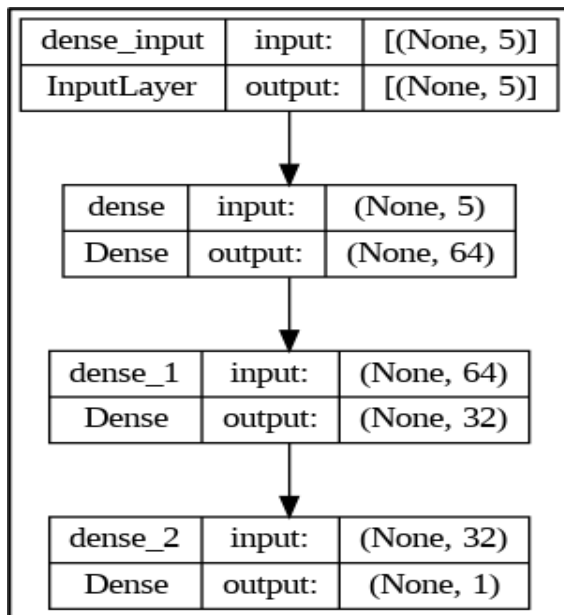 dense_input input: [(None, 5)]
InputLayer output: [(None, 5)]
dense input: (None, 5)
Dense output: (None, 64)
dense_1 input: (None, 64)
Dense output: (None, 32)
dense_2 input: (None, 32)
Dense output: (None, 1)